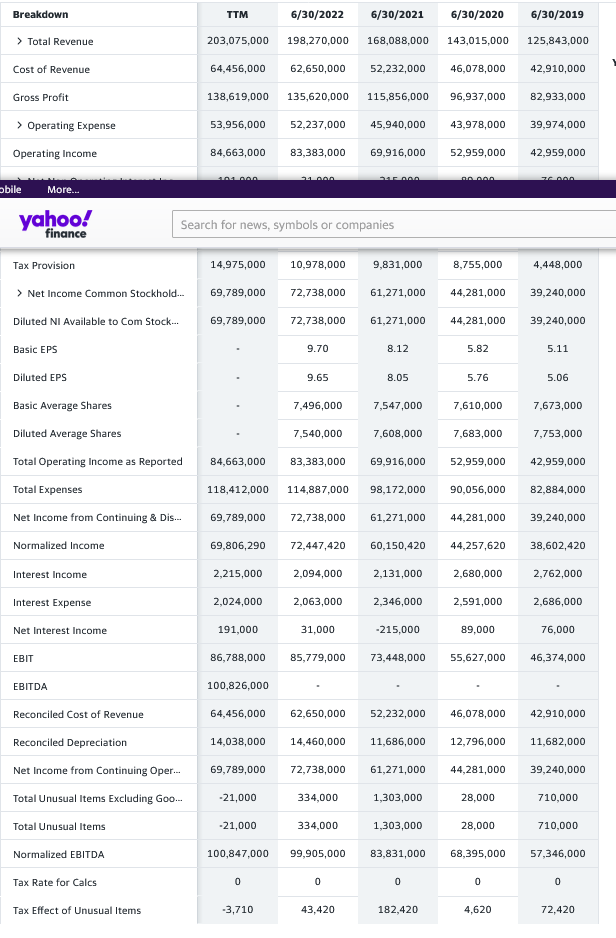 Breakdown TTM 6/30/2022 6/30/2021 6/30/2020 6/30/2019
> Total Revenue 203,075,000 198,270,000 168,088,000 143,015,000 125,843,000
Y
Cost of Revenue 64,456,000 62,650,000 52,232,000 46,078,000 42,910,000
Gross Profit 138,619,000 135,620,000 115,856,000 96,937,000 82,933,000
> Operating Expense 53,956,000 52,237,000 45,940,000 43,978,000 39,974,000
Operating Income 84,663,000 83,383,000 69,916,000 52,959,000 42,959,000
obile More...
yahoo! finance Search for news, symbols or companies
Tax Provision 14,975,000 10,978,000 9,831,000 8,755,000 4,448,000
> Net Income Common Stockhold... 69,789,000 72,738,000 61,271,000 44,281,000 39,240,000
Diluted NI Available to Com Stock... 69,789,000 72,738,000 61,271,000 44,281,000 39,240,000
Basic EPS - 9.70 8.12 5.82 5.11
Diluted EPS - 9.65 8.05 5.76 5.06
Basic Average Shares - 7,496,000 7,547,000 7,610,000 7,673,000
Diluted Average Shares - 7,540,000 7,608,000 7,683,000 7,753,000
Total Operating Income as Reported 84,663,000 83,383,000 69,916,000 52,959,000 42,959,000
Total Expenses 118,412,000 114,887,000 98,172,000 90,056,000 82,884,000
Net Income from Continuing & Dis... 69,789,000 72,738,000 61,271,000 44,281,000 39,240,000
Normalized Income 69,806,290 72,447,420 60,150,420 44,257,620 38,602,420
Interest Income 2,215,000 2,094,000 2,131,000 2,680,000 2,762,000
Interest Expense 2,024,000 2,063,000 2,346,000 2,591,000 2,686,000
Net Interest Income 191,000 31,000 -215,000 89,000 76,000
EBIT 86,788,000 85,779,000 73,448,000 55,627,000 46,374,000
EBITDA 100,826,000 - - - -
Reconciled Cost of Revenue 64,456,000 62,650,000 52,232,000 46,078,000 42,910,000
Reconciled Depreciation 14,038,000 14,460,000 11,686,000 12,796,000 11,682,000
Net Income from Continuing Oper... 69,789,000 72,738,000 61,271,000 44,281,000 39,240,000
Total Unusual Items Excluding Goo... -21,000 334,000 1,303,000 28,000 710,000
Total Unusual Items -21,000 334,000 1,303,000 28,000 710,000
Normalized EBITDA 100,847,000 99,905,000 83,831,000 68,395,000 57,346,000
Tax Rate for Calcs 0 0 0 0 0
Tax Effect of Unusual Items -3,710 43,420 182,420 4,620 72,420